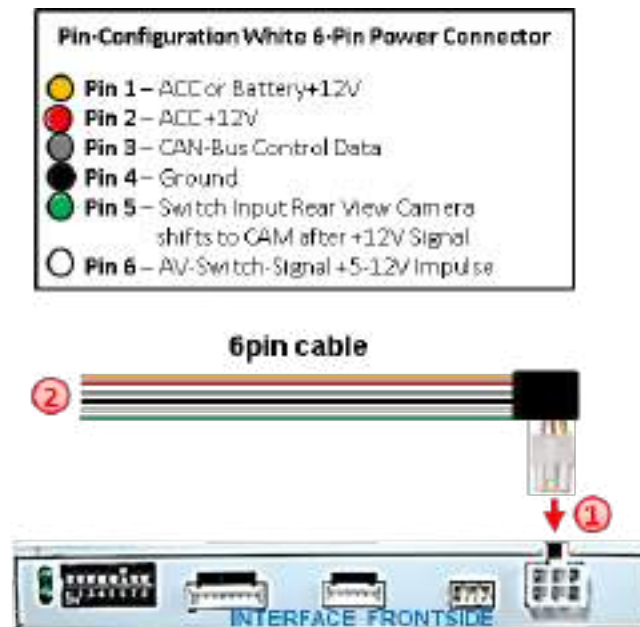 Pin-Configuration White 6-Pin Power Connector
Pin 1 – ACC or Battery+12V
Pin 2 – ACC +12V
Pin 3 – CAN-Bus Control Data
Pin 4 – Ground
Pin 5 – Switch Input Rear View Camera
shifts to CAM after +12V Signal
Pin 6 – AV-Switch-Signal +5-12V Impulse
6pin cable
2
1
INTERFACE FRONTSIDE